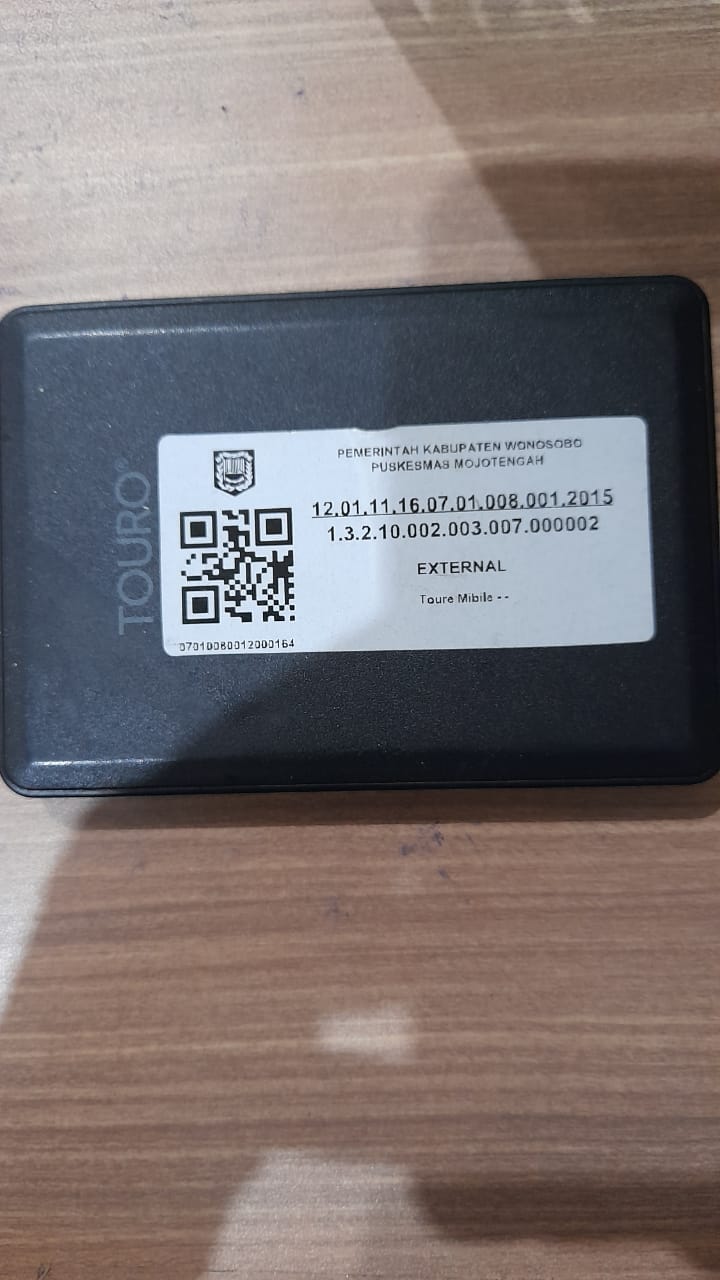 TOURO®
PEMERINTAH KABUPATEN WONOSOBO
PUSKESMAS MOJOTENGAH
12.01.11.16.07.01.008.001.2015
1.3.2.10.002.003.007.000002
EXTERNAL
Toure Mibile - -
07010080012000164